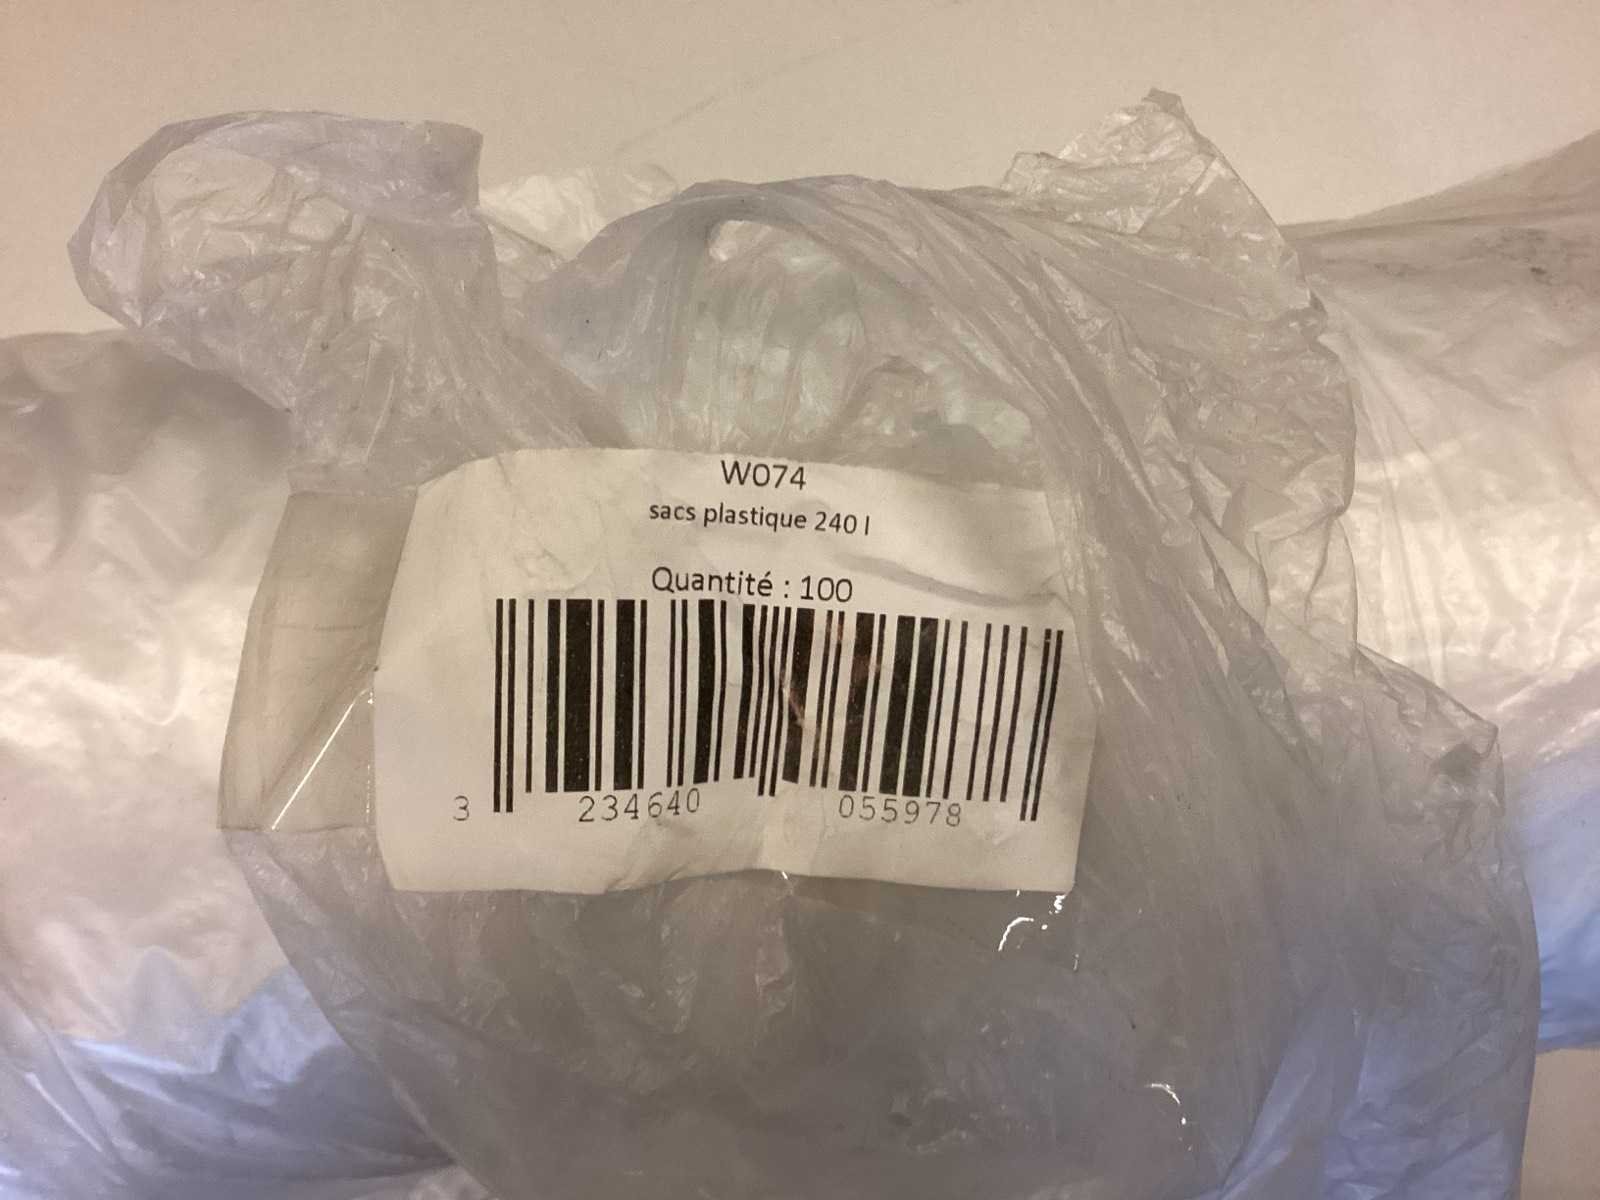 W074
sacs plastique 240 l
Quantité : 100
3 234640 055978